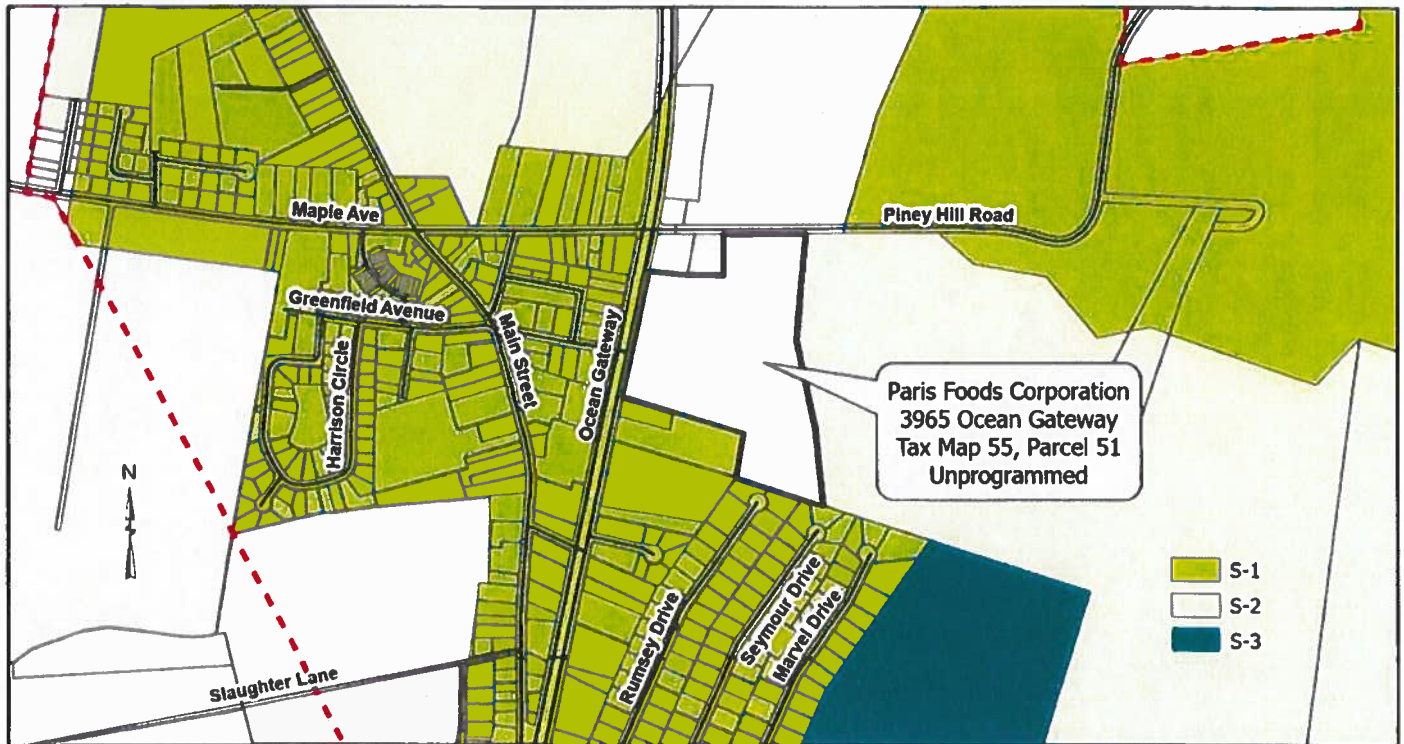 Maple Ave
Piney Hill Road
Greenfield Avenue
Main Street
Ocean Gateway
Harrison Circle
Paris Foods Corporation
3965 Ocean Gateway
Tax Map 55, Parcel 51
Unprogrammed
N
S-1
S-2
S-3
Rumsey Drive
Seymour Drive
Marvel Drive
Slaughter Lane